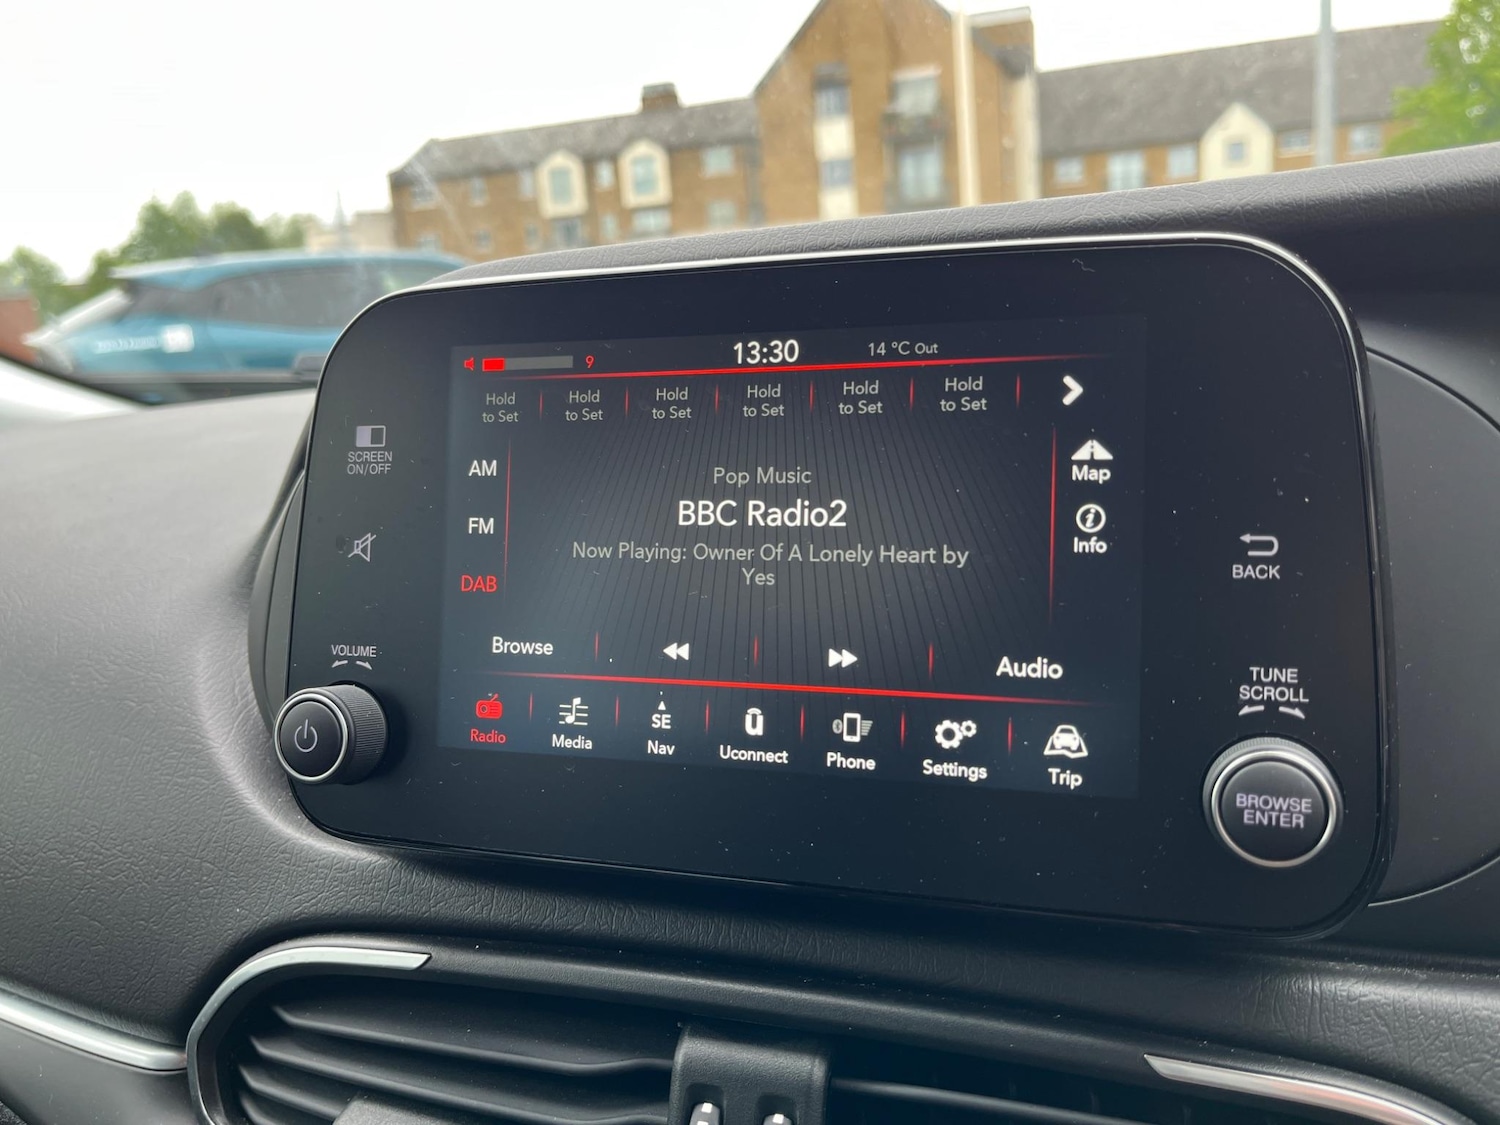 9
13:30
14 °C Out
Hold
to Set
Hold
to Set
Hold
to Set
Hold
to Set
Hold
to Set
Hold
to Set
SCREEN
ON/OFF
AM
FM
DAB
Pop Music
BBC Radio2
Now Playing: Owner Of A Lonely Heart by
Yes
Map
i
Info
BACK
VOLUME
Browse
Audio
TUNE
SCROLL
Radio
Media
SE
Nav
Uconnect
Phone
Settings
Trip
BROWSE
ENTER